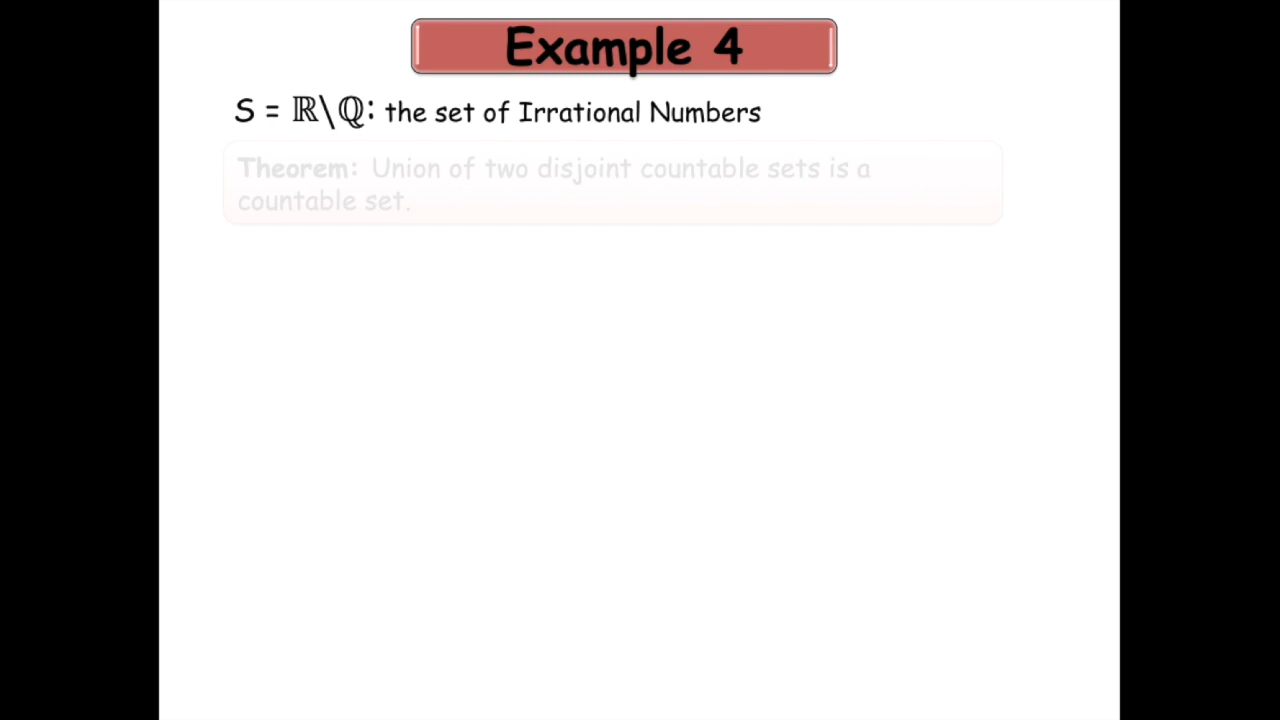 Example 4
S = ℝ\ℚ: the set of Irrational Numbers
Theorem: Union of two disjoint countable sets is a
countable set.